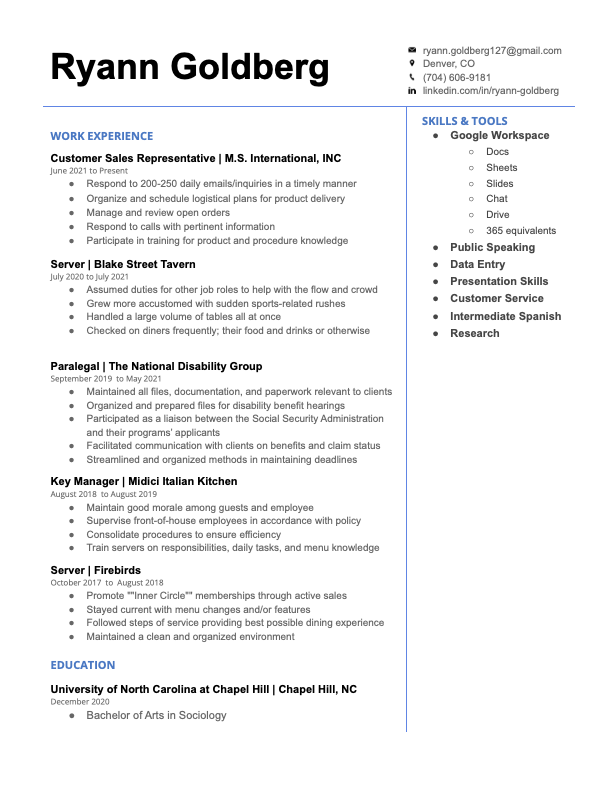 Ryann Goldberg
ryann.goldberg127@gmail.com
Denver, CO
(704) 606-9181
linkedin.com/in/ryann-goldberg
WORK EXPERIENCE
Customer Sales Representative | M.S. International, INC
June 2021 to Present
● Respond to 200-250 daily emails/inquiries in a timely manner
● Organize and schedule logistical plans for product delivery
● Manage and review open orders
● Respond to calls with pertinent information
● Participate in training for product and procedure knowledge
Server | Blake Street Tavern
July 2020 to July 2021
● Assumed duties for other job roles to help with the flow and crowd
● Grew more accustomed with sudden sports-related rushes
● Handled a large volume of tables all at once
● Checked on diners frequently; their food and drinks or otherwise
Paralegal | The National Disability Group
September 2019 to May 2021
● Maintained all files, documentation, and paperwork relevant to clients
● Organized and prepared files for disability benefit hearings
● Participated as a liaison between the Social Security Administration
and their programs' applicants
● Facilitated communication with clients on benefits and claim status
● Streamlined and organized methods in maintaining deadlines
Key Manager | Midici Italian Kitchen
August 2018 to August 2019
● Maintain good morale among guests and employee
● Supervise front-of-house employees in accordance with policy
● Consolidate procedures to ensure efficiency
● Train servers on responsibilities, daily tasks, and menu knowledge
Server | Firebirds
October 2017 to August 2018
● Promote ""Inner Circle"" memberships through active sales
● Stayed current with menu changes and/or features
● Followed steps of service providing best possible dining experience
● Maintained a clean and organized environment
EDUCATION
University of North Carolina at Chapel Hill | Chapel Hill, NC
December 2020
● Bachelor of Arts in Sociology
SKILLS & TOOLS
● Google Workspace
○ Docs
○ Sheets
○ Slides
○ Chat
○ Drive
○ 365 equivalents
● Public Speaking
● Data Entry
● Presentation Skills
● Customer Service
● Intermediate Spanish
● Research